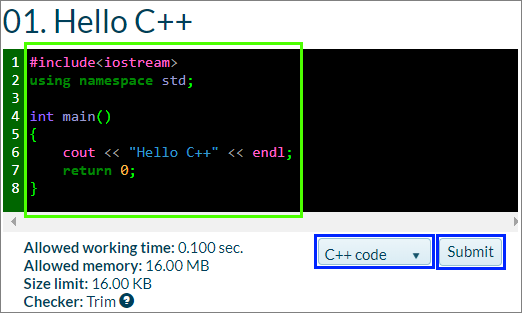 01. Hello C++
1 #include<iostream>
2 using namespace std;
3
4 int main()
5 {
6 cout << "Hello C++" << endl;
7 return 0;
8 }
Allowed working time: 0.100 sec.
Allowed memory: 16.00 MB
Size limit: 16.00 KB
Checker: Trim ?
C++ code
Submit